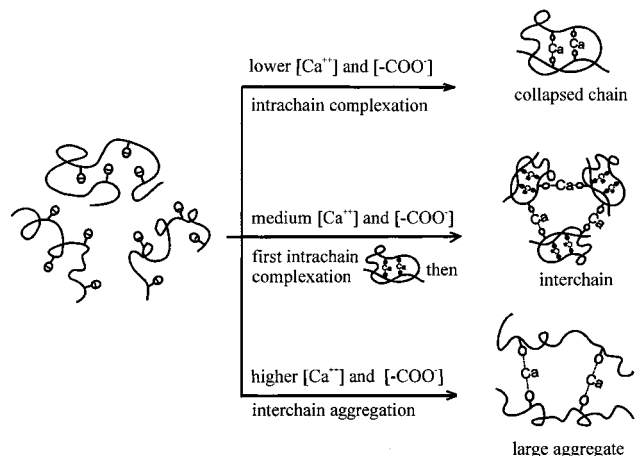 lower [Ca⁺⁺] and [-COO⁻]
intrachain complexation
Ca Ca
collapsed chain
medium [Ca⁺⁺] and [-COO⁻]
first intrachain
complexation
then
Ca
Ca Ca
interchain
higher [Ca⁺⁺] and [-COO⁻]
interchain aggregation
Ca Ca
large aggregate